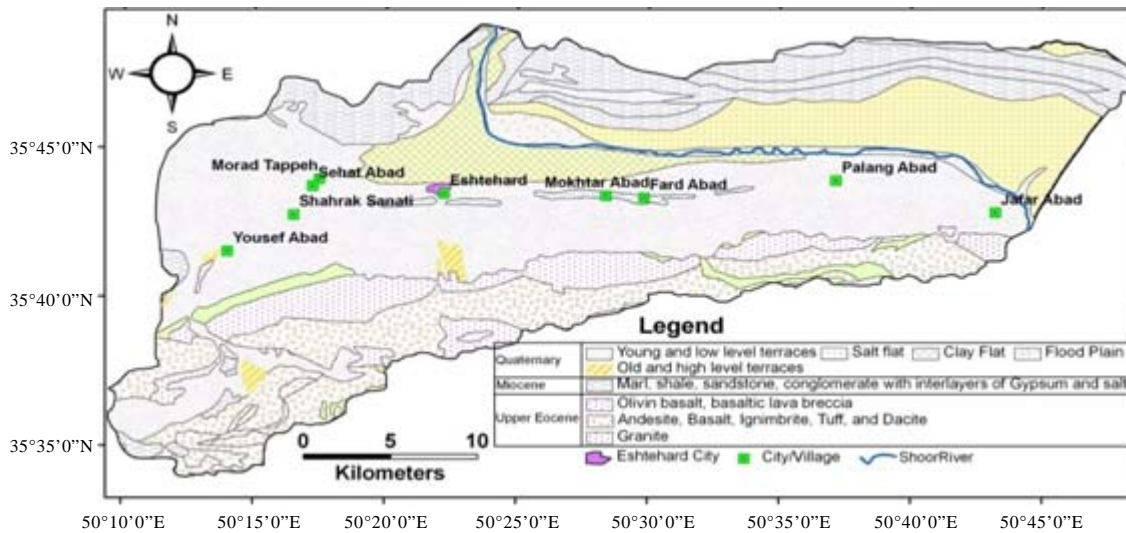 N
W E
S
35°45’0”N
35°40’0”N
35°35’0”N
Morad Tappeh
Sehat Abad
Shahrak Sanati
Yousef Abad
Eshtehard
Mokhtar Abad
Fard Abad
Palang Abad
Jafar Abad
Legend
Quaternary
Young and low level terraces Salt flat Clay Flat Flood Plain
Old and high level terraces
Miocene
Marl, shale, sandstone, conglomerate with interlayers of Gypsum and salt
Upper Eocene
Olivin basalt, basaltic lava breccia
Andesite, Basalt, Ignimbrite, Tuff, and Dacite
Granite
Eshtehard City City/Village ShoorRiver
0 5 10
Kilometers
50°10’0”E 50°15’0”E 50°20’0”E 50°25’0”E 50°30’0”E 50°35’0”E 50°40’0”E 50°45’0”E